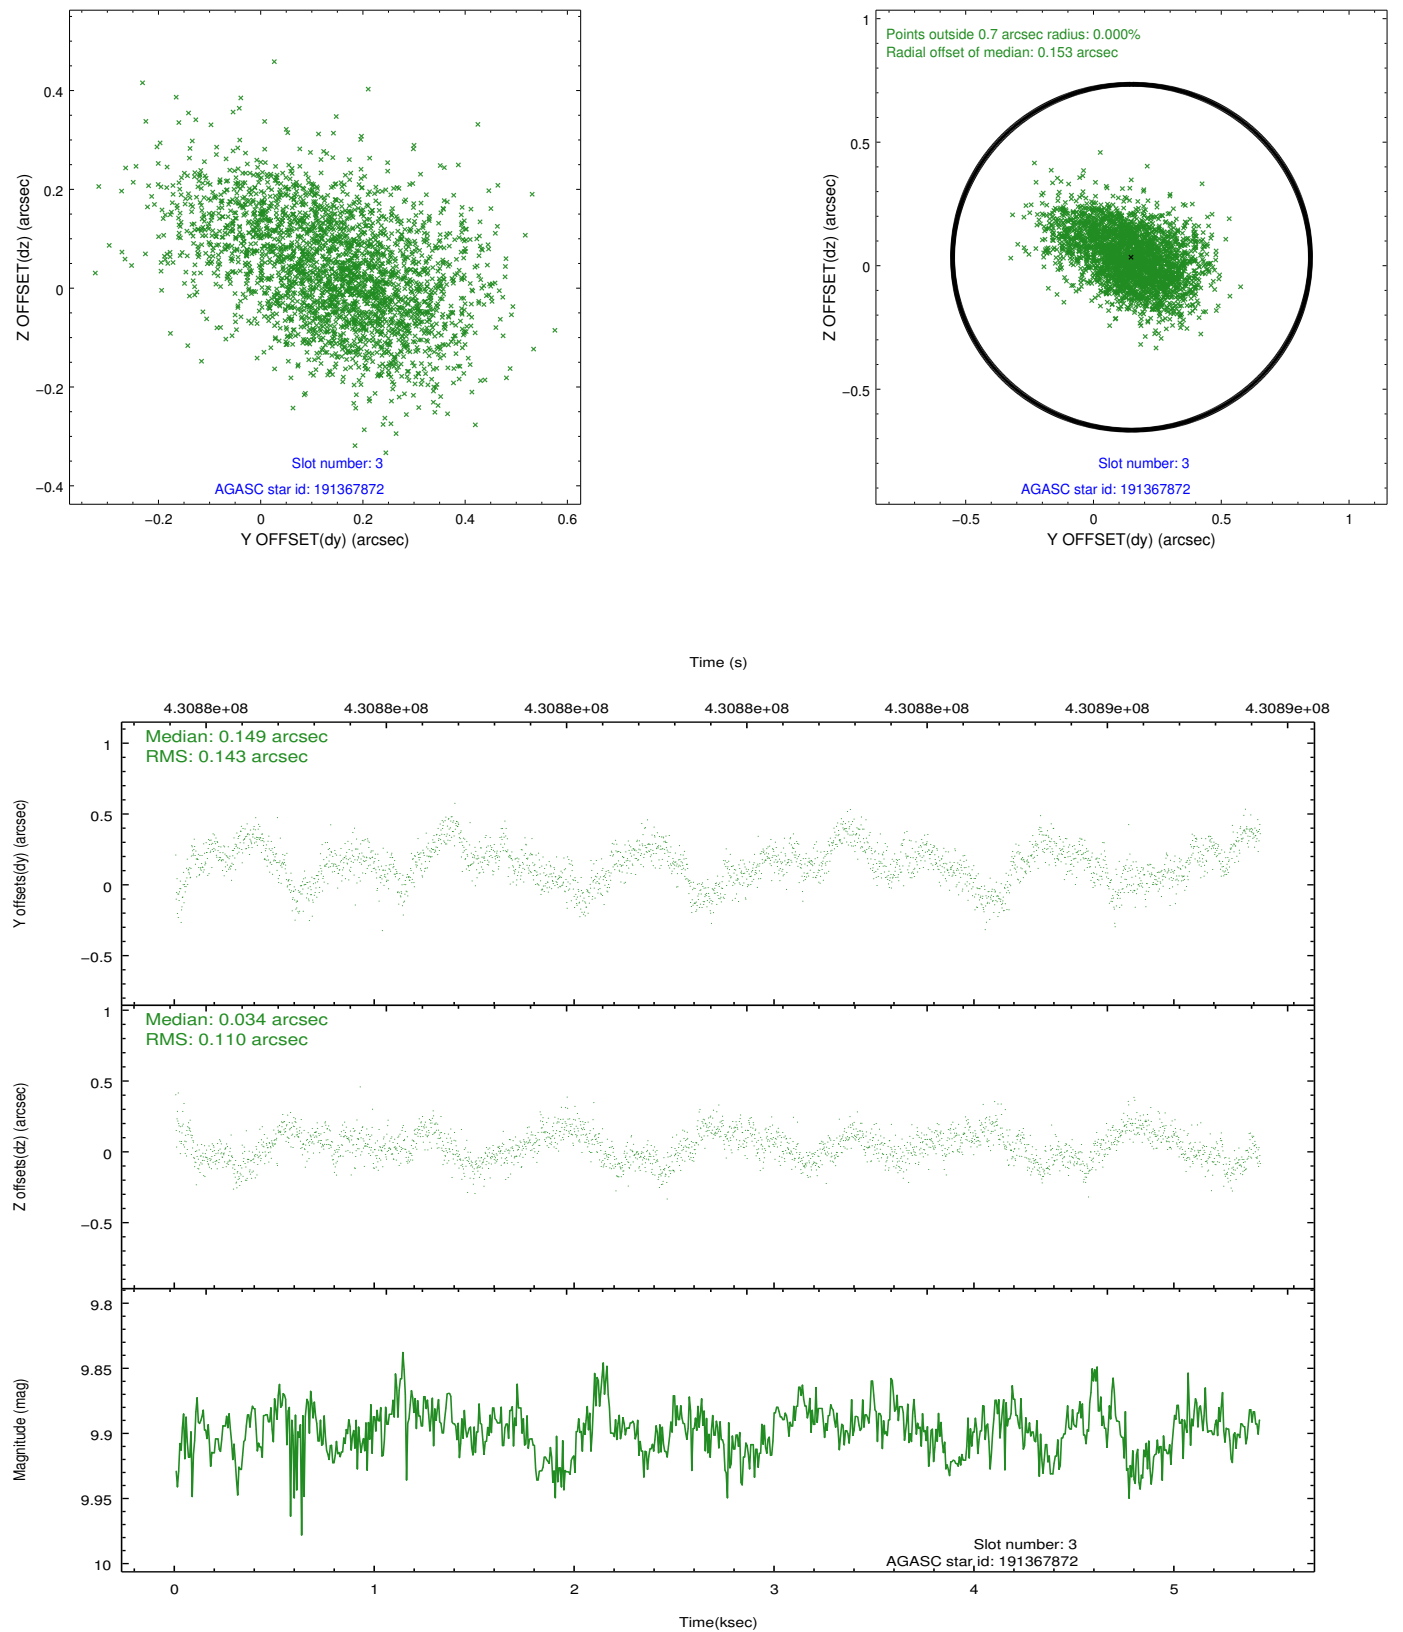 0.4
0.2
0
−0.2
−0.4
Z OFFSET(dz) (arcsec)
Slot number: 3
AGASC star id: 191367872
−0.2 0 0.2 0.4 0.6
Y OFFSET(dy) (arcsec)
1
0.5
0
−0.5
Z OFFSET(dz) (arcsec)
Points outside 0.7 arcsec radius: 0.000%
Radial offset of median: 0.153 arcsec
Slot number: 3
AGASC star id: 191367872
−0.5 0 0.5 1
Y OFFSET(dy) (arcsec)
Time (s)
4.3088e+08 4.3088e+08 4.3088e+08 4.3088e+08 4.3088e+08 4.3089e+08 4.3089e+08
Median: 0.149 arcsec
RMS: 0.143 arcsec
1
0.5
0
−0.5
Y offsets(dy) (arcsec)
Median: 0.034 arcsec
RMS: 0.110 arcsec
1
0.5
0
−0.5
Z offsets(dz) (arcsec)
9.8
9.85
9.9
9.95
10
Magnitude (mag)
Slot number: 3
AGASC star id: 191367872
0 1 2 3 4 5
Time(ksec)